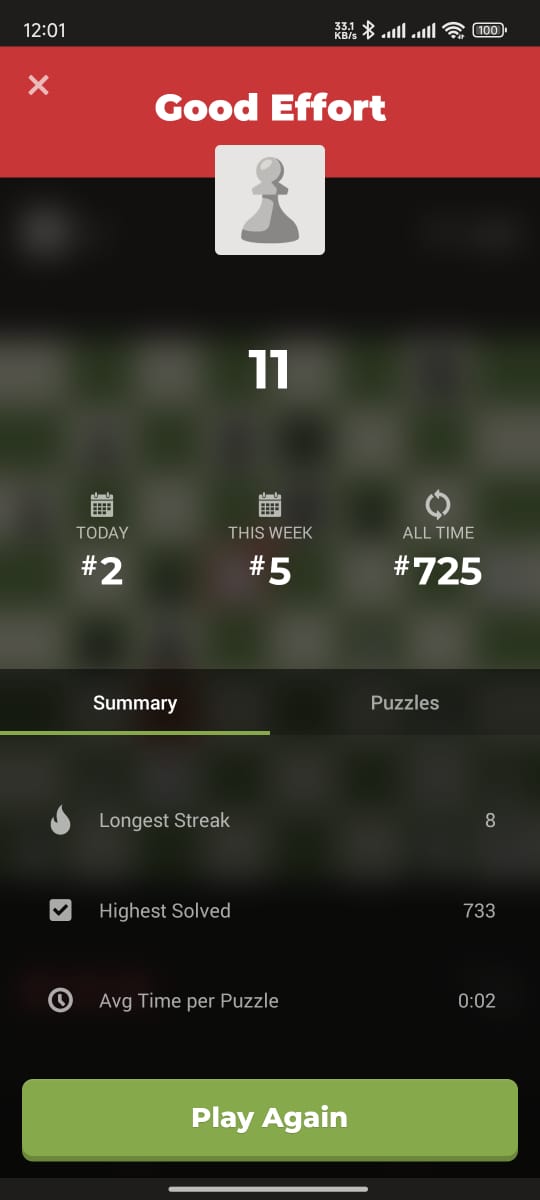 12:01
33.1
KB/s
100
Good Effort
11
TODAY
THIS WEEK
ALL TIME
#2
#5
#725
Summary
Puzzles
Longest Streak
8
Highest Solved
733
Avg Time per Puzzle
0:02
Play Again